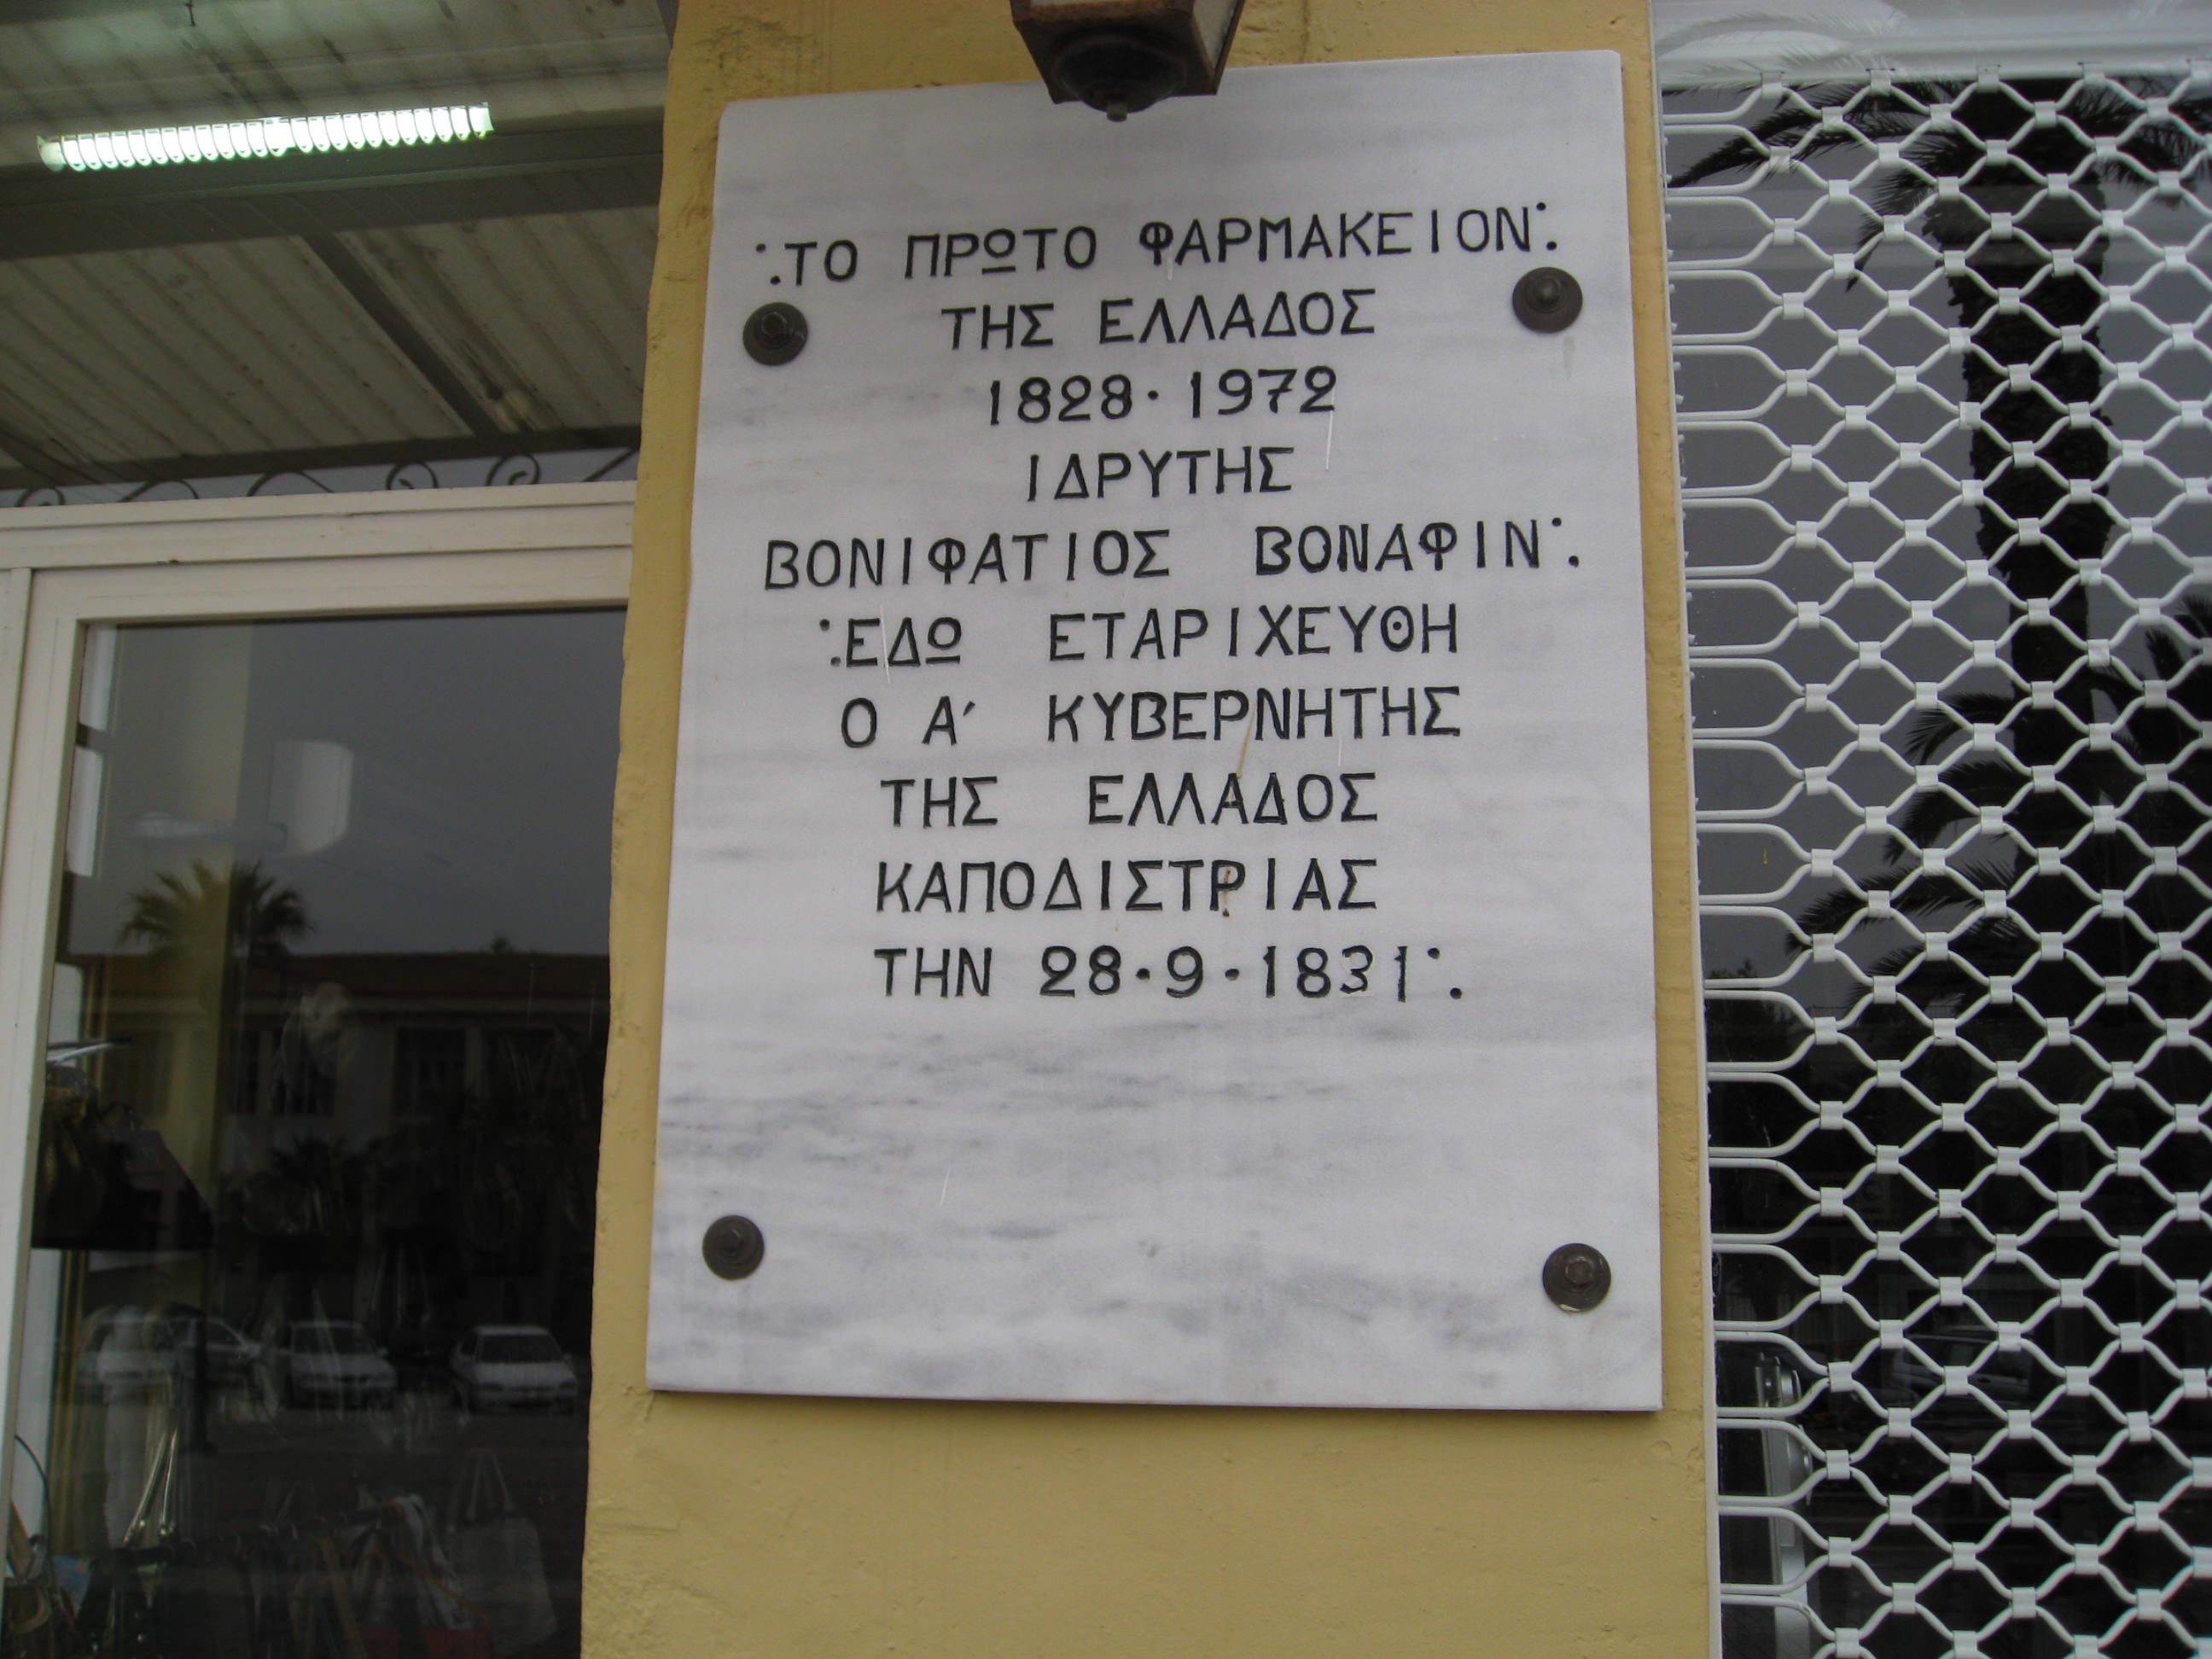 ⁚ΤΟ ΠΡΩΤΟ ΦΑΡΜΑΚΕΙΟΝ⁚
ΤΗΣ ΕΛΛΑΔΟΣ
1828·1972
ΙΔΡΥΤΗΣ
ΒΟΝΙΦΑΤΙΟΣ ΒΟΝΑΦΙΝ⁚
⁚ΕΔΩ ΕΤΑΡΙΧΕΥΘΗ
Ο Α΄ ΚΥΒΕΡΝΗΤΗΣ
ΤΗΣ ΕΛΛΑΔΟΣ
ΚΑΠΟΔΙΣΤΡΙΑΣ
ΤΗΝ 28·9·1831⁚